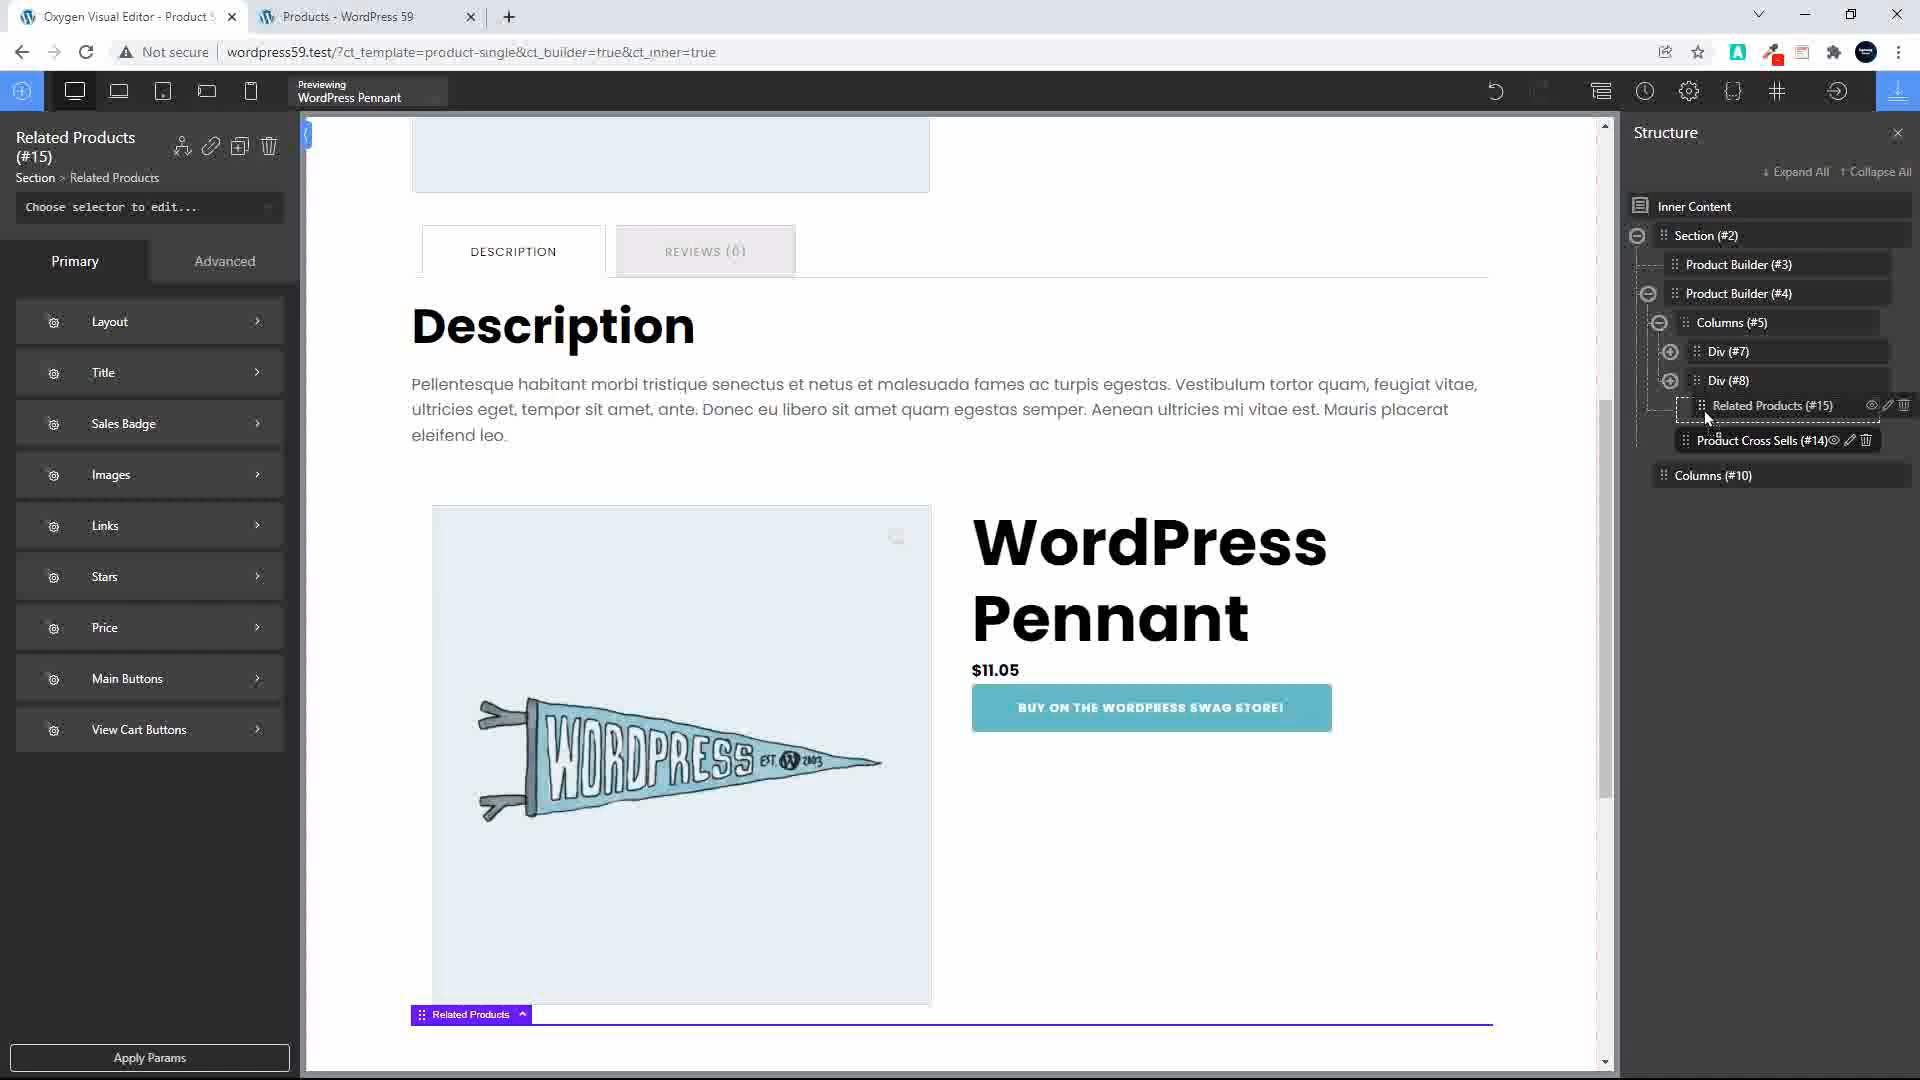 Oxygen Visual Editor - Product S
Products - WordPress 59
Not secure
wordpress59.test/?ct_template=product-single&ct_builder=true&ct_inner=true
Previewing
WordPress Pennant
Related Products
(#15)
Section > Related Products
Choose selector to edit...
Primary
Advanced
Layout
Title
Sales Badge
Images
Links
Stars
Price
Main Buttons
View Cart Buttons
Apply Params
DESCRIPTION
REVIEWS (0)
Description
Pellentesque habitant morbi tristique senectus et netus et malesuada fames ac turpis egestas. Vestibulum tortor quam, feugiat vitae,
ultricies eget, tempor sit amet, ante. Donec eu libero sit amet quam egestas semper. Aenean ultricies mi vitae est. Mauris placerat
eleifend leo.
WORDPRESS EST. W 2003
WordPress
Pennant
$11.05
BUY ON THE WORDPRESS SWAG STORE!
Related Products
Structure
Expand All
Collapse All
Inner Content
Section (#2)
Product Builder (#3)
Product Builder (#4)
Columns (#5)
Div (#7)
Div (#8)
Related Products (#15)
Product Cross Sells (#14)
Columns (#10)